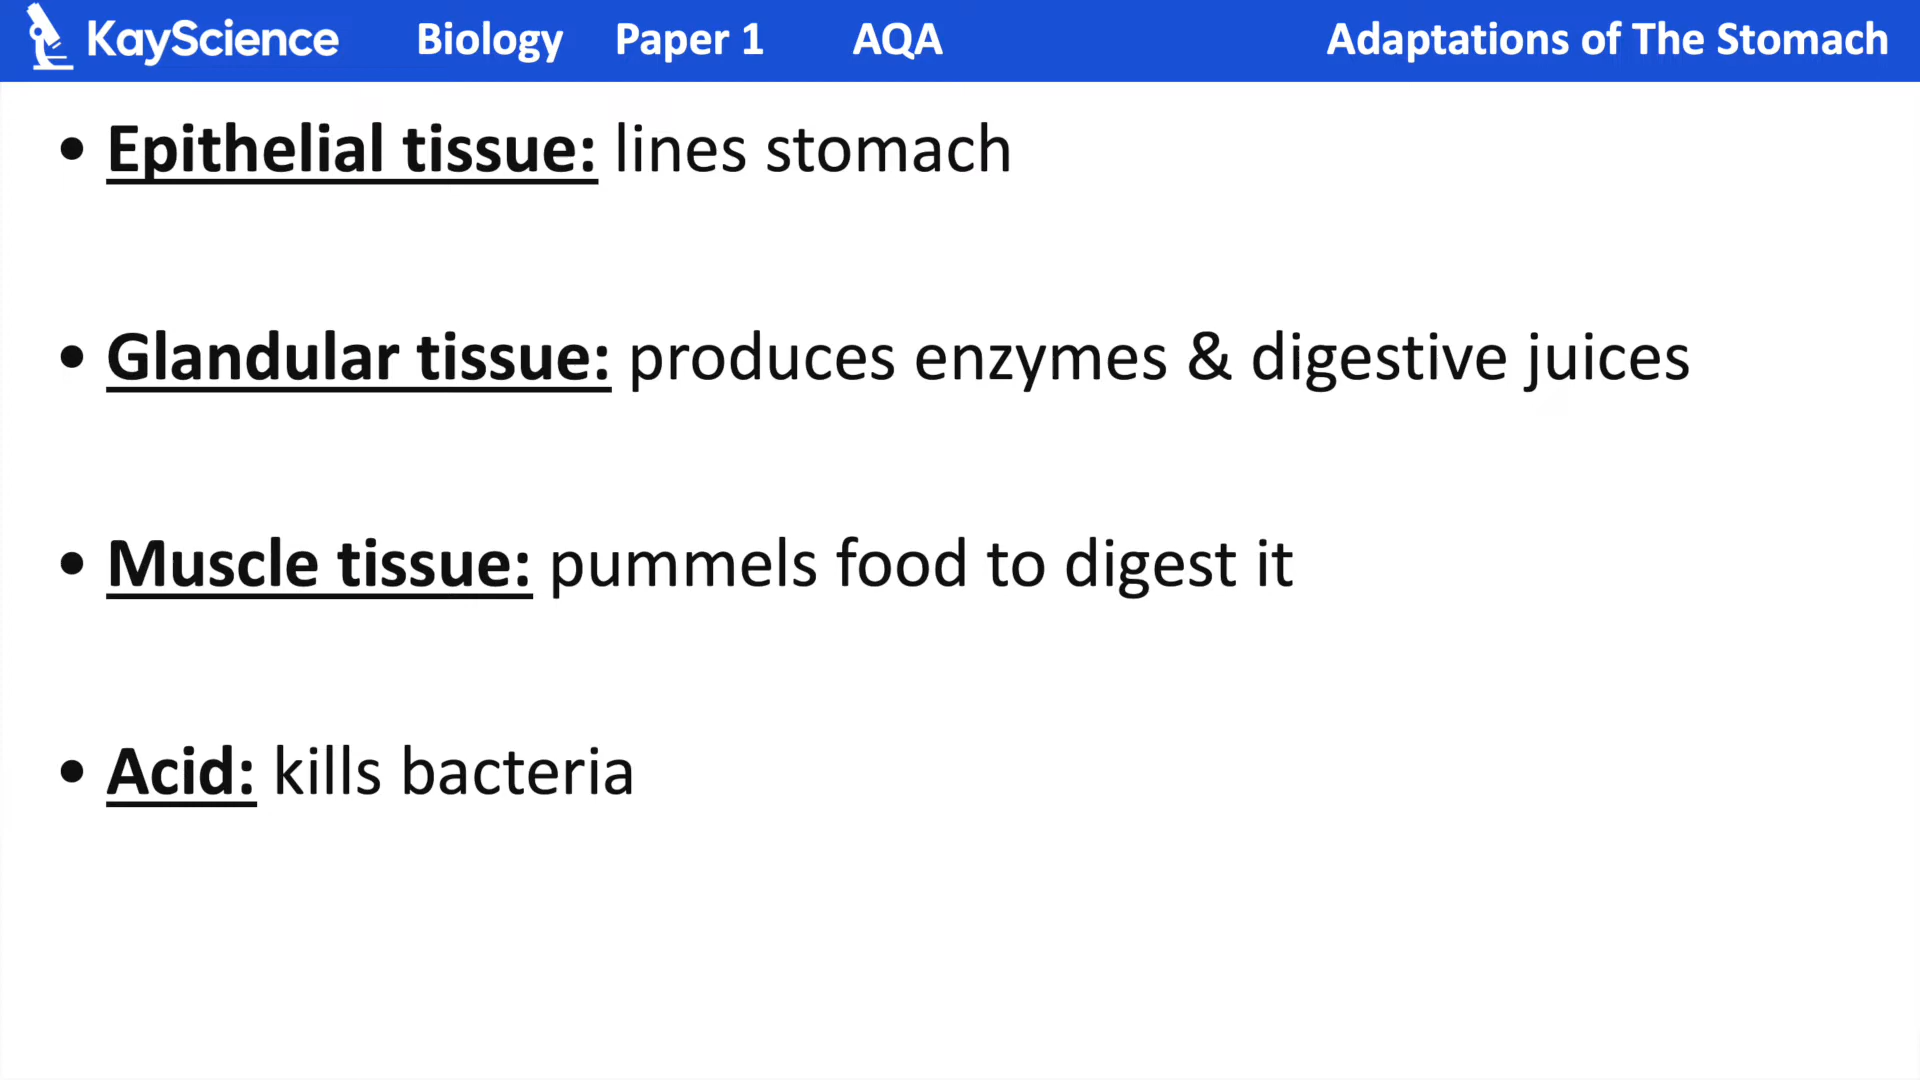 KayScience Biology Paper 1 AQA Adaptations of The Stomach
• Epithelial tissue: lines stomach
• Glandular tissue: produces enzymes & digestive juices
• Muscle tissue: pummels food to digest it
• Acid: kills bacteria